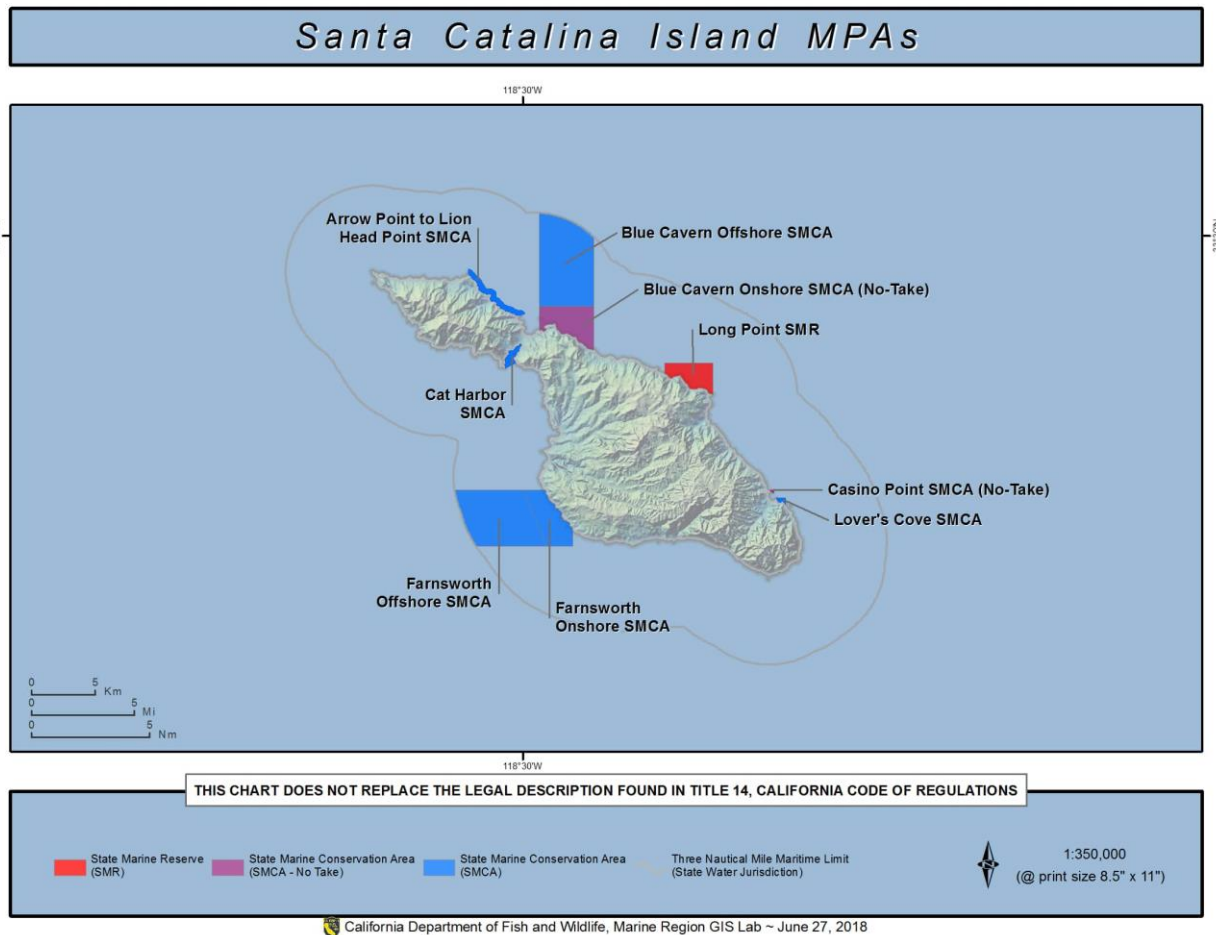 Santa Catalina Island MPAs
118°30'W
Arrow Point to Lion
Head Point SMCA
Blue Cavern Offshore SMCA
33°30'N
Blue Cavern Onshore SMCA (No-Take)
Long Point SMR
Cat Harbor
SMCA
Casino Point SMCA (No-Take)
Lover's Cove SMCA
Farnsworth
Offshore SMCA
Farnsworth
Onshore SMCA
0 5 Km
0 5 Mi
0 5 Nm
118°30'W
THIS CHART DOES NOT REPLACE THE LEGAL DESCRIPTION FOUND IN TITLE 14, CALIFORNIA CODE OF REGULATIONS
State Marine Reserve
(SMR)
State Marine Conservation Area
(SMCA - No Take)
State Marine Conservation Area
(SMCA)
Three Nautical Mile Maritime Limit
(State Water Jurisdiction)
N
1:350,000
(@ print size 8.5" x 11")
California Department of Fish and Wildlife, Marine Region GIS Lab ~ June 27, 2018